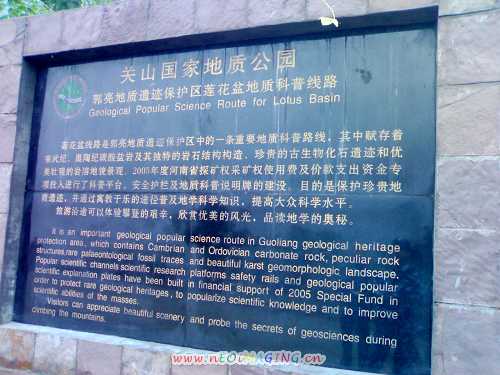 关山国家地质公园
郭亮地质遗迹保护区莲花盆地质科普线路
Geological Popular Science Route for Lotus Basin
莲花盆线路是郭亮地质遗迹保护区中的一条重要地质科普路线，其中赋存着
寒武纪、奥陶纪碳酸盐岩及其独特的岩石结构构造、珍贵的古生物化石遗迹和优
美壮观的岩溶地貌景观。2005年度河南省探矿权采矿权使用费及价款支出资金专
项投入进行了科普平台、安全护栏及地质科普说明牌的建设。目的是保护珍贵地
质遗迹，并通过寓教于乐的途径普及地学科学知识，提高大众科学水平。
旅游沿途可以体验攀登的艰辛，欣赏优美的风光，品读地学的奥秘。
It is an important geological popular science route in Guoliang geological heritage
protection area, which contains Cambrian and Ordovician carbonate rock, peculiar rock
structures,rare palaeontological fossil traces and beautiful karst geomorphologic landscape.
Popular scientific channels,scientific research platforms safety rails and geological popular
scientific explanation plates have been built in financial support of 2005 Special Fund in
order to protect rare geological heritages, to popularize scientific knowledge and to improve
scientific abilities of the masses.
Visitors can appreciate beautiful scenery and probe the secrets of geosciences during
climbing the mountains.
www.nEOiMAGING.cn